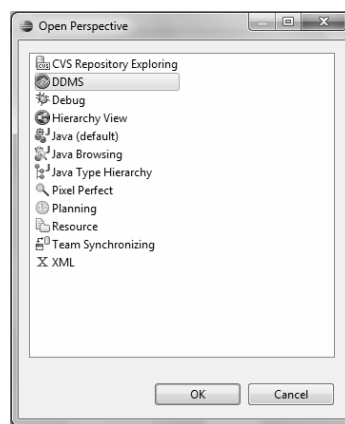 Open Perspective
CVS Repository Exploring
DDMS
Debug
Hierarchy View
Java (default)
Java Browsing
Java Type Hierarchy
Pixel Perfect
Planning
Resource
Team Synchronizing
XML
OK
Cancel